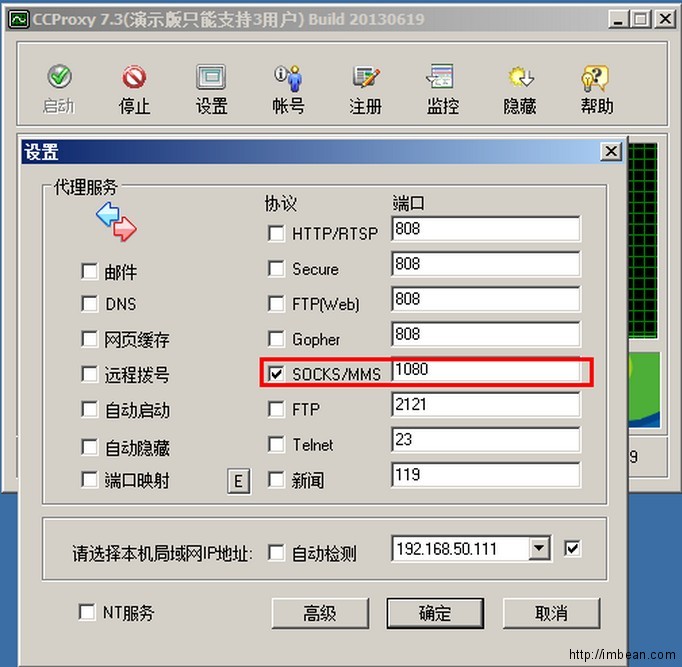 CCProxy 7.3(演示版只能支持3用户) Build 20130619
启动 停止 设置 帐号 注册 监控 隐藏 帮助
设置
代理服务
协议 端口
HTTP/RTSP 808
邮件 Secure 808
DNS FTP(Web) 808
网页缓存 Gopher 808
远程拨号 SOCKS/MMS 1080
自动启动 FTP 2121
自动隐藏 Telnet 23
端口映射 E 新闻 119
9
请选择本机局域网IP地址: 自动检测 192.168.50.111
NT服务 高级 确定 取消
http://imbean.com